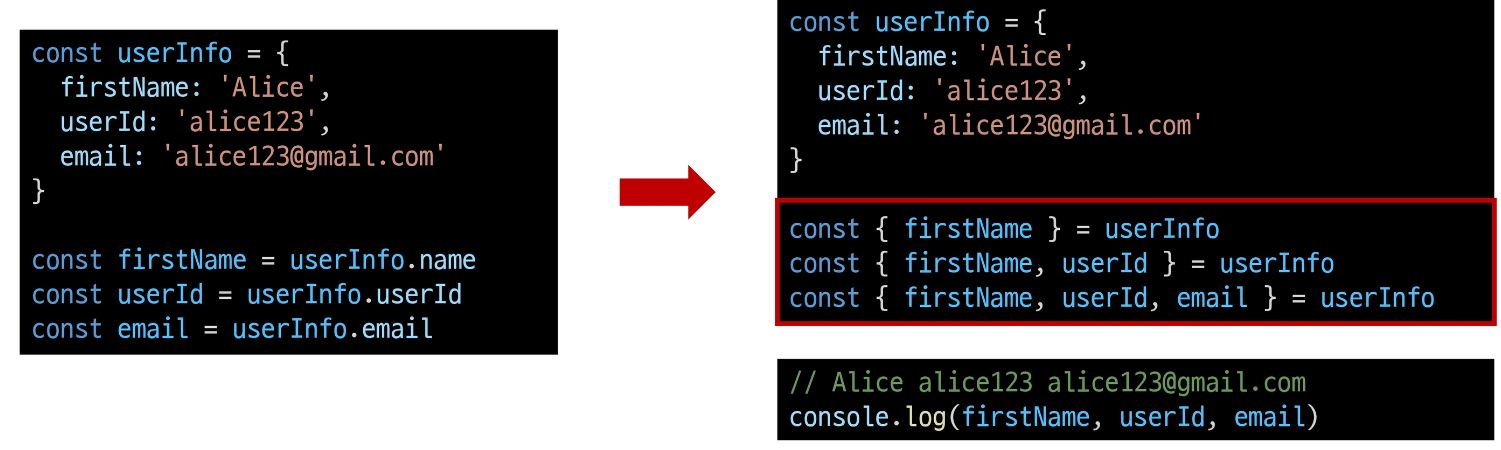 const userInfo = {
  firstName: 'Alice',
  userId: 'alice123',
  email: 'alice123@gmail.com'
}
const firstName = userInfo.name
const userId = userInfo.userId
const email = userInfo.email
const userInfo = {
  firstName: 'Alice',
  userId: 'alice123',
  email: 'alice123@gmail.com'
}
const { firstName } = userInfo
const { firstName, userId } = userInfo
const { firstName, userId, email } = userInfo
// Alice alice123 alice123@gmail.com
console.log(firstName, userId, email)